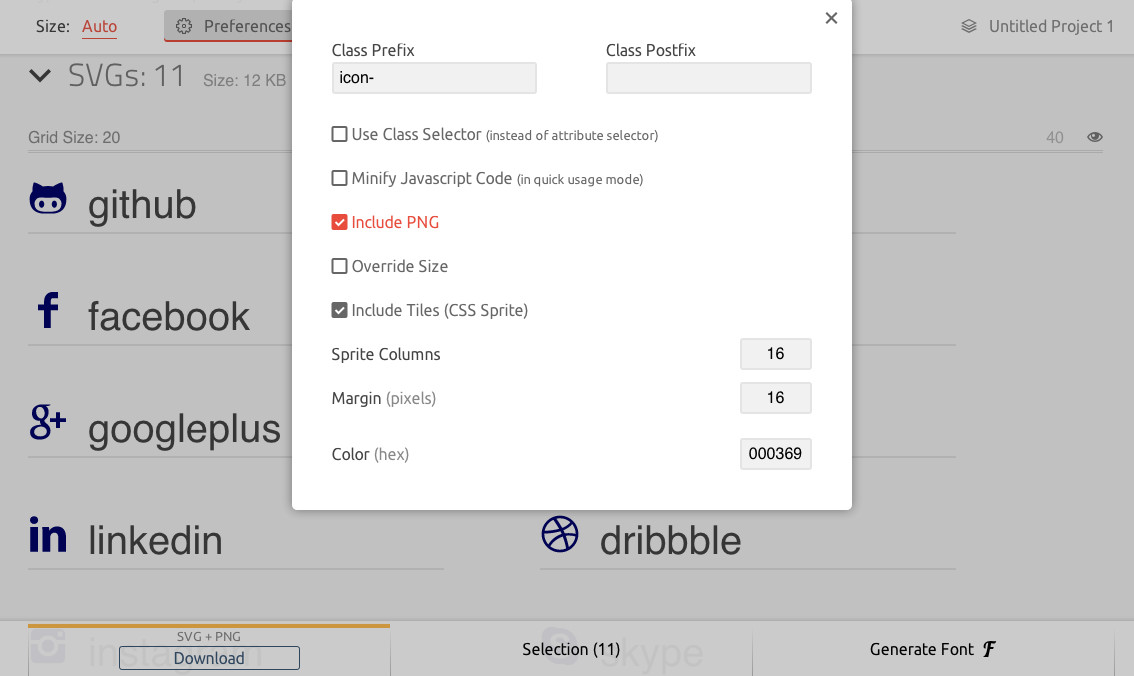 Size: Auto
Preferences
Untitled Project 1
SVGs: 11 Size: 12 KB
Grid Size: 20
40
github
facebook
googleplus
linkedin
dribbble
instagram
skype
×
Class Prefix
Class Postfix
icon-
Use Class Selector (instead of attribute selector)
Minify Javascript Code (in quick usage mode)
Include PNG
Override Size
Include Tiles (CSS Sprite)
Sprite Columns 16
Margin (pixels) 16
Color (hex) 000369
SVG + PNG
Download
Selection (11)
Generate Font